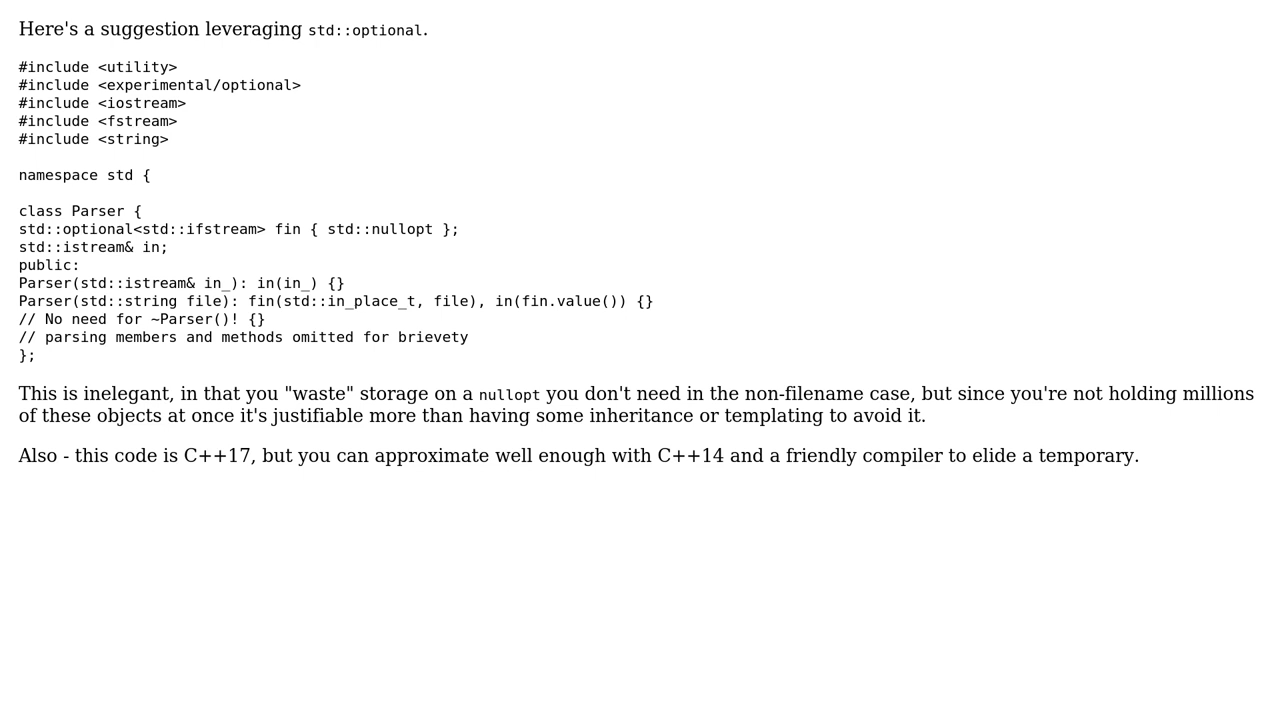 Here's a suggestion leveraging std::optional.
#include <utility>
#include <experimental/optional>
#include <iostream>
#include <fstream>
#include <string>
namespace std {
class Parser {
std::optional<std::ifstream> fin { std::nullopt };
std::istream& in;
public:
Parser(std::istream& in_): in(in_) {}
Parser(std::string file): fin(std::in_place_t, file), in(fin.value()) {}
// No need for ~Parser()! {}
// parsing members and methods omitted for brievety
};
This is inelegant, in that you "waste" storage on a nullopt you don't need in the non-filename case, but since you're not holding millions
of these objects at once it's justifiable more than having some inheritance or templating to avoid it.
Also - this code is C++17, but you can approximate well enough with C++14 and a friendly compiler to elide a temporary.